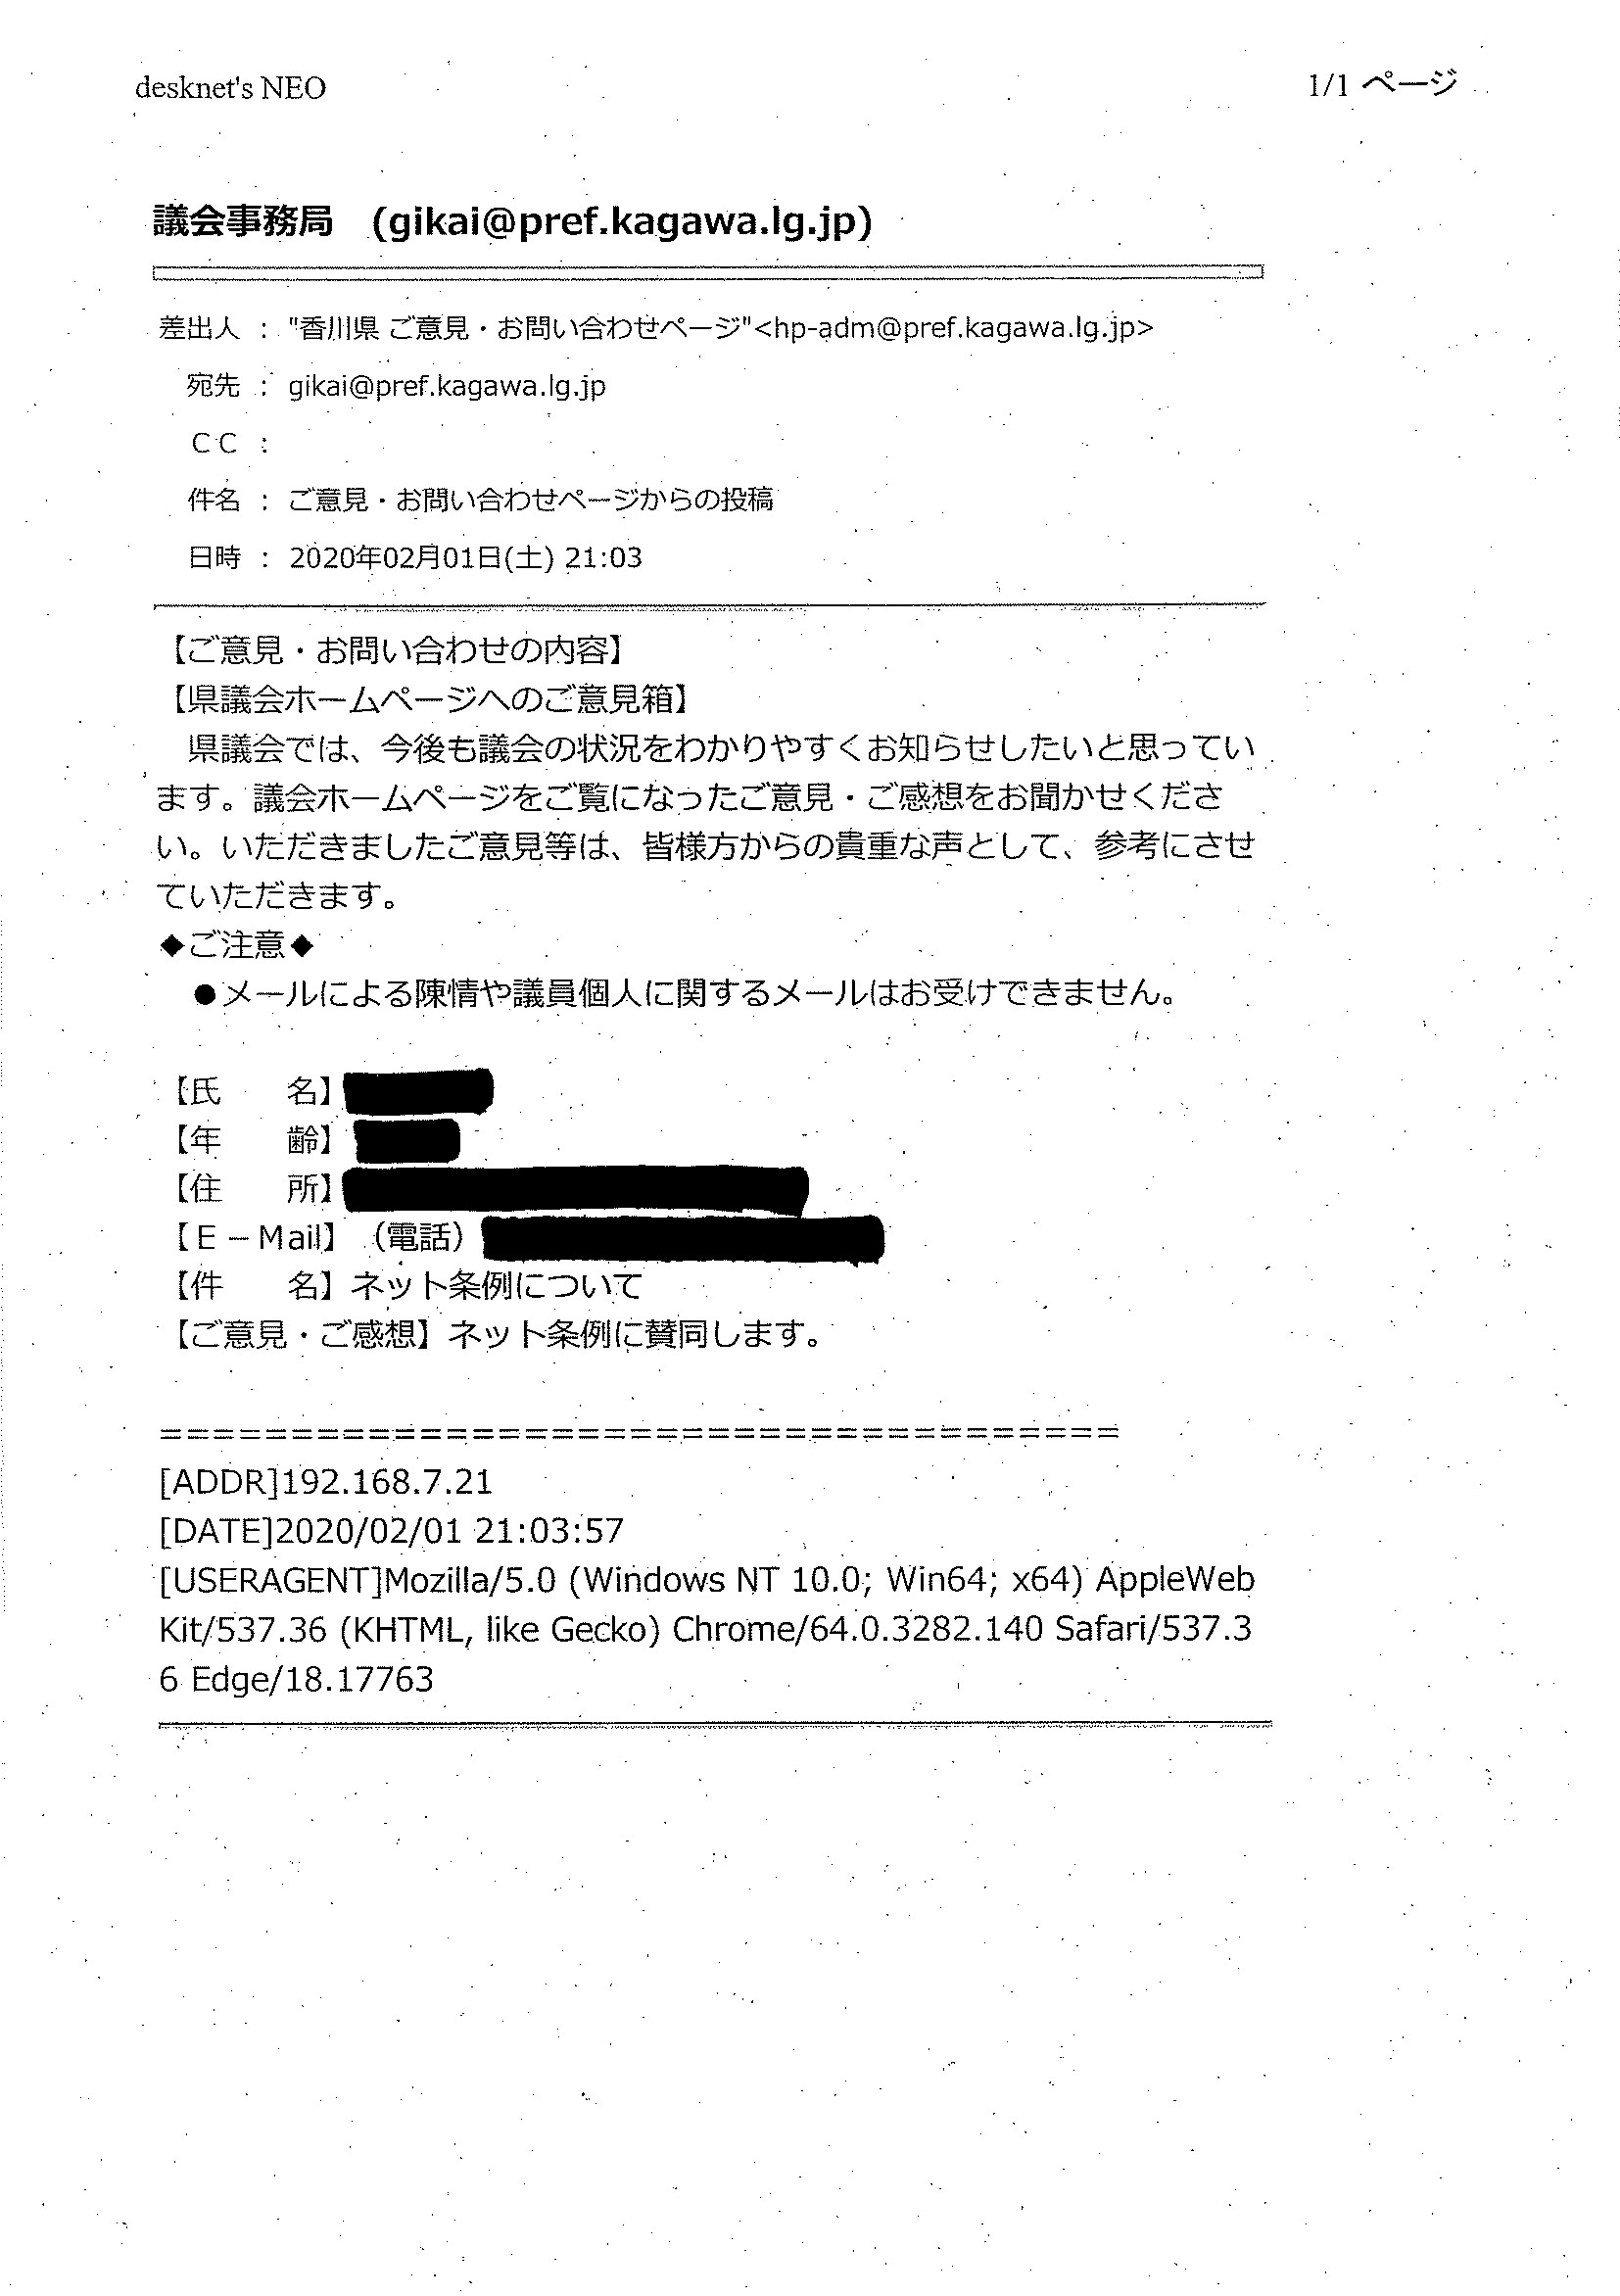 desknet's NEO
1/1 ページ
議会事務局　(gikai@pref.kagawa.lg.jp)
差出人 ： "香川県 ご意見・お問い合わせページ"<hp-adm@pref.kagawa.lg.jp>
宛先 ： gikai@pref.kagawa.lg.jp
ＣＣ ：
件名 ： ご意見・お問い合わせページからの投稿
日時 ： 2020年02月01日(土) 21:03
【ご意見・お問い合わせの内容】
【県議会ホームページへのご意見箱】
　県議会では、今後も議会の状況をわかりやすくお知らせしたいと思ってい
ます。議会ホームページをご覧になったご意見・ご感想をお聞かせくださ
い。いただきましたご意見等は、皆様方からの貴重な声として、参考にさせ
ていただきます。
◆ご注意◆
　●メールによる陳情や議員個人に関するメールはお受けできません。
【氏　　名】
【年　　齢】
【住　　所】
【Ｅ－Mail】（電話）
【件　　名】ネット条例について
【ご意見・ご感想】ネット条例に賛同します。
=====================================
[ADDR]192.168.7.21
[DATE]2020/02/01 21:03:57
[USERAGENT]Mozilla/5.0 (Windows NT 10.0; Win64; x64) AppleWeb
Kit/537.36 (KHTML, like Gecko) Chrome/64.0.3282.140 Safari/537.3
6 Edge/18.17763